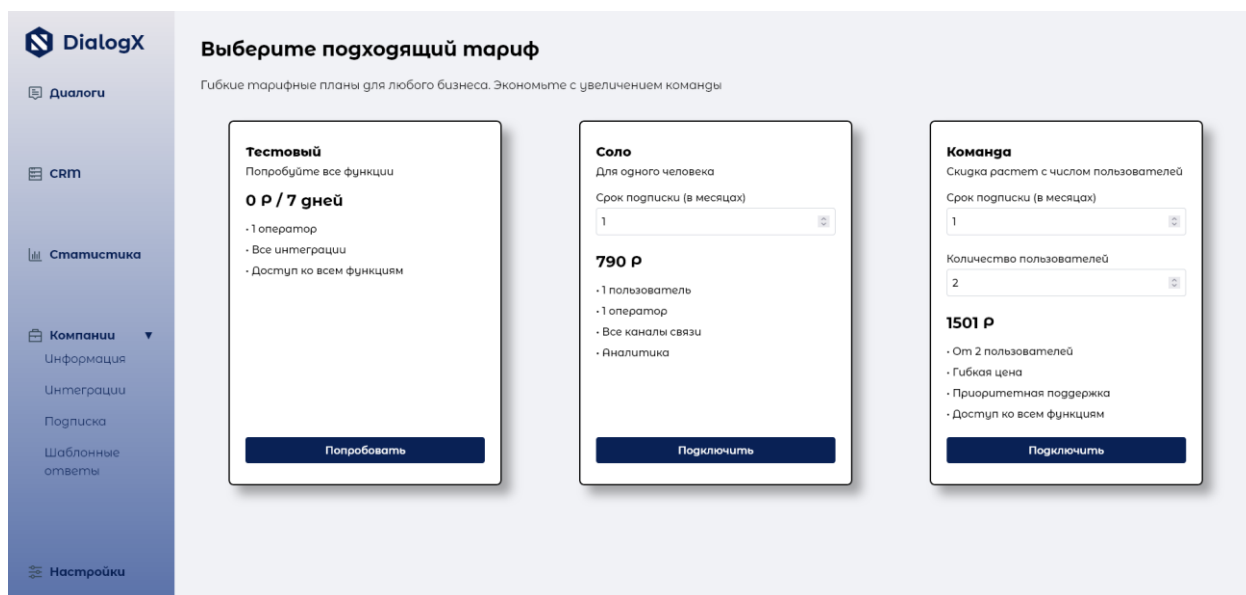 DialogX
Диалоги
CRM
Статистика
Компании ▼
Информация
Интеграции
Подписка
Шаблонные
ответы
Настройки
Выберите подходящий тариф
Гибкие тарифные планы для любого бизнеса. Экономьте с увеличением команды
Тестовый
Попробуйте все функции
0 ₽ / 7 дней
· 1 оператор
· Все интеграции
· Доступ ко всем функциям
Попробовать
Соло
Для одного человека
Срок подписки (в месяцах)
1
790 ₽
· 1 пользователь
· 1 оператор
· Все каналы связи
· Аналитика
Подключить
Команда
Скидка растет с числом пользователей
Срок подписки (в месяцах)
1
Количество пользователей
2
1501 ₽
· От 2 пользователей
· Гибкая цена
· Приоритетная поддержка
· Доступ ко всем функциям
Подключить